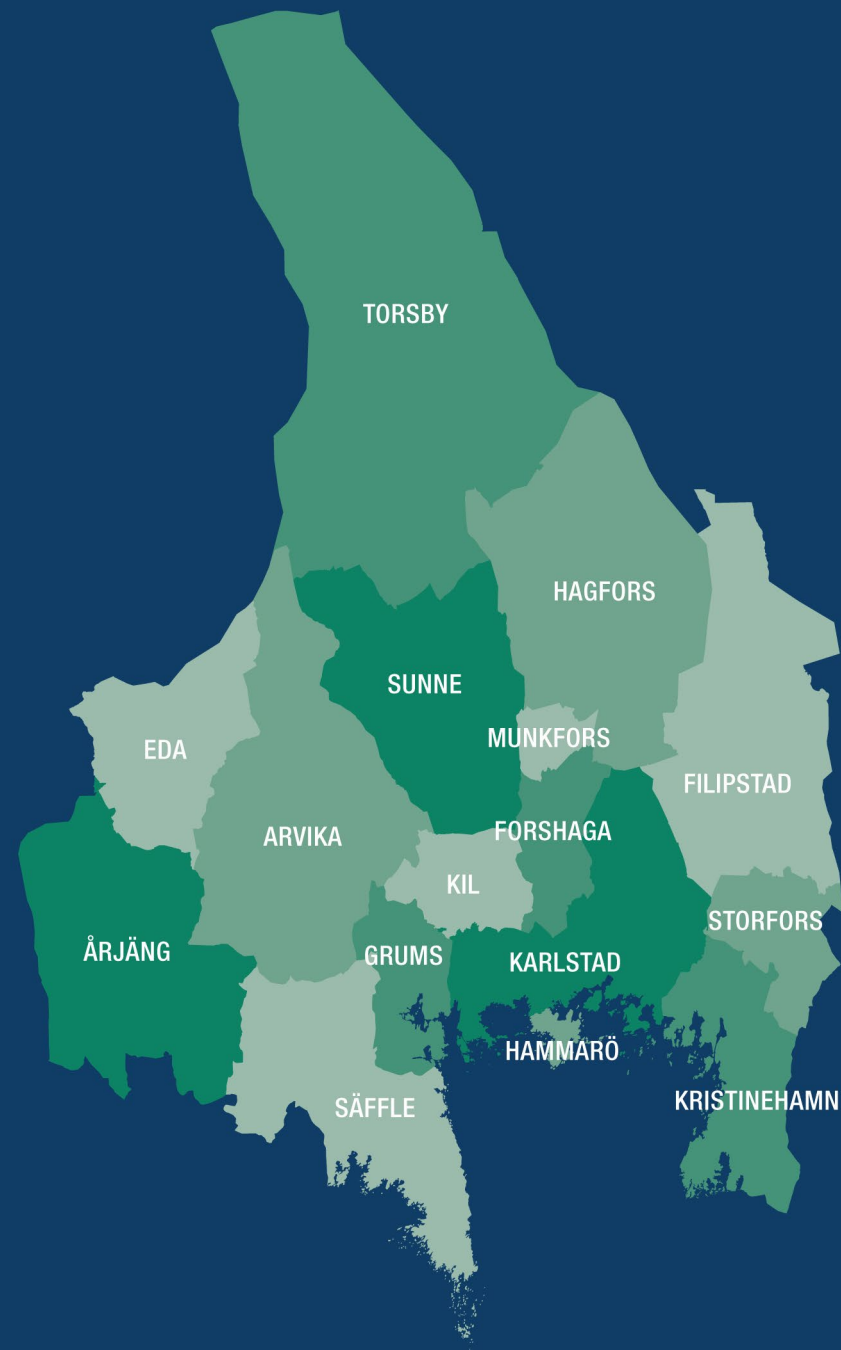 TORSBY
HAGFORS
SUNNE
MUNKFORS
EDA
FILIPSTAD
FORSHAGA
ARVIKA
KIL
STORFORS
ÅRJÄNG
GRUMS
KARLSTAD
HAMMARÖ
KRISTINEHAMN
SÄFFLE